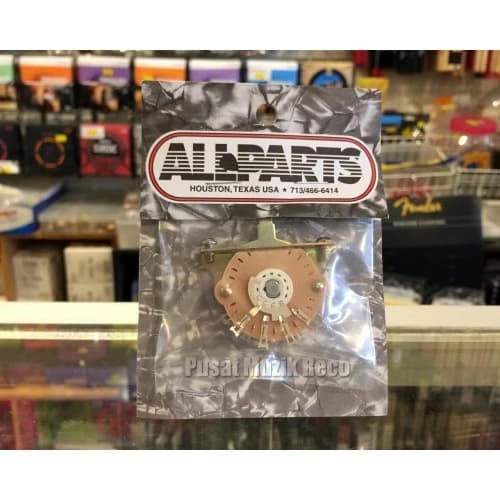 ALLPARTS
HOUSTON, TEXAS USA ★ 713/466-6414
Fender
Pusat Muzik Reco